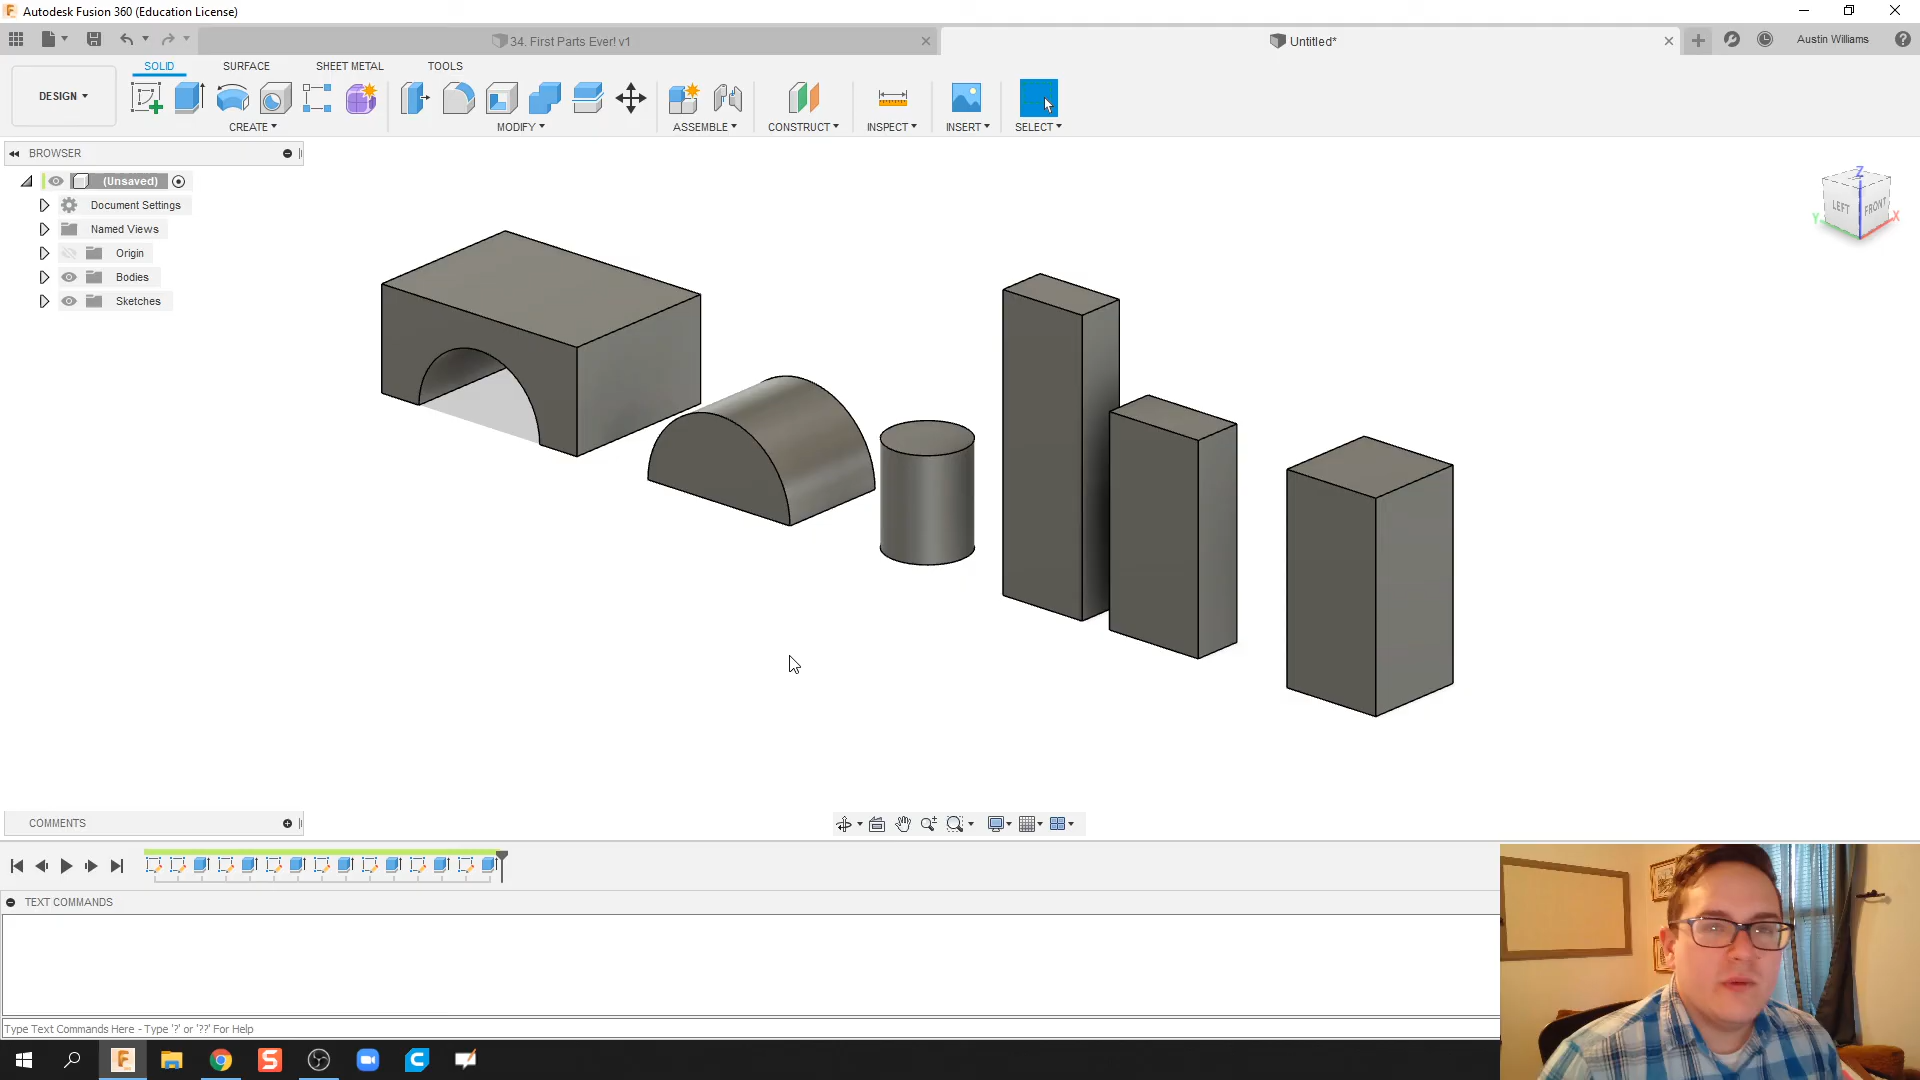 Autodesk Fusion 360 (Education License)
34. First Parts Ever! v1
Untitled*
Austin Williams
DESIGN
SOLID
SURFACE
SHEET METAL
TOOLS
CREATE
MODIFY
ASSEMBLE
CONSTRUCT
INSPECT
INSERT
SELECT
BROWSER
(Unsaved)
Document Settings
Named Views
Origin
Bodies
Sketches
Z
LEFT
FRONT
Y
X
COMMENTS
TEXT COMMANDS
Type Text Commands Here - Type '?' or '??' For Help